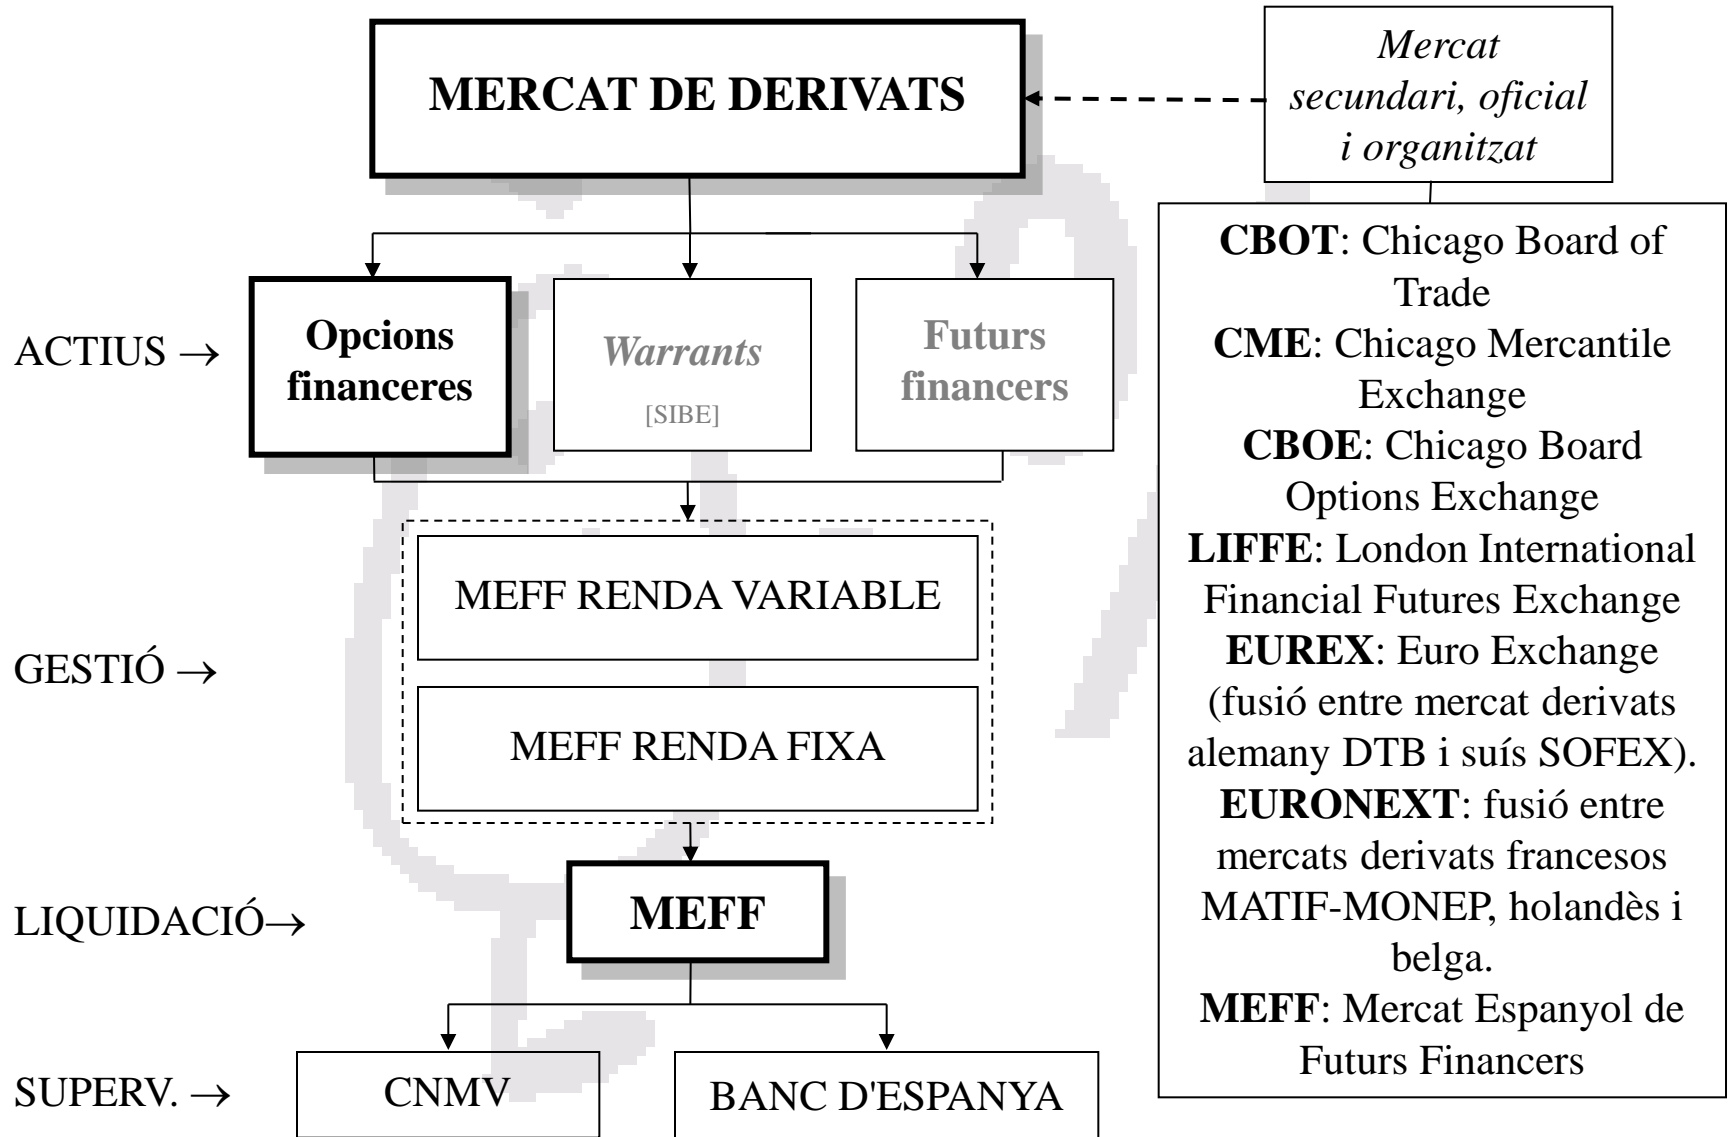 MERCAT DE DERIVATS
Mercat
secundari, oficial
i organitzat
ACTIUS →
Opcions
financeres
Warrants
[SIBE]
Futurs
financers
GESTIÓ →
MEFF RENDA VARIABLE
MEFF RENDA FIXA
LIQUIDACIÓ→
MEFF
SUPERV. →
CNMV
BANC D'ESPANYA
CBOT: Chicago Board of
Trade
CME: Chicago Mercantile
Exchange
CBOE: Chicago Board
Options Exchange
LIFFE: London International
Financial Futures Exchange
EUREX: Euro Exchange
(fusió entre mercat derivats
alemany DTB i suís SOFEX).
EURONEXT: fusió entre
mercats derivats francesos
MATIF-MONEP, holandès i
belga.
MEFF: Mercat Espanyol de
Futurs Financers